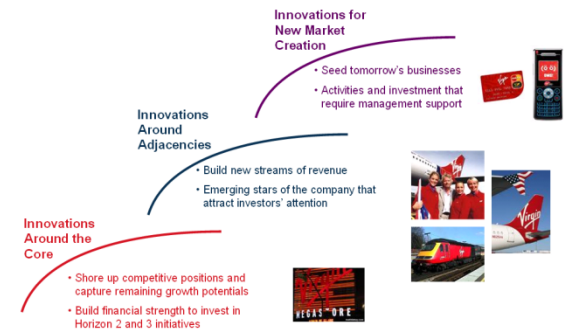 Innovations for
New Market
Creation
• Seed tomorrow's businesses
• Activities and investment that
require management support
Innovations
Around
Adjacencies
• Build new streams of revenue
• Emerging stars of the company that
attract investors' attention
Virgin
Innovations
Around the
Core
• Shore up competitive positions and
capture remaining growth potentials
• Build financial strength to invest in
Horizon 2 and 3 initiatives